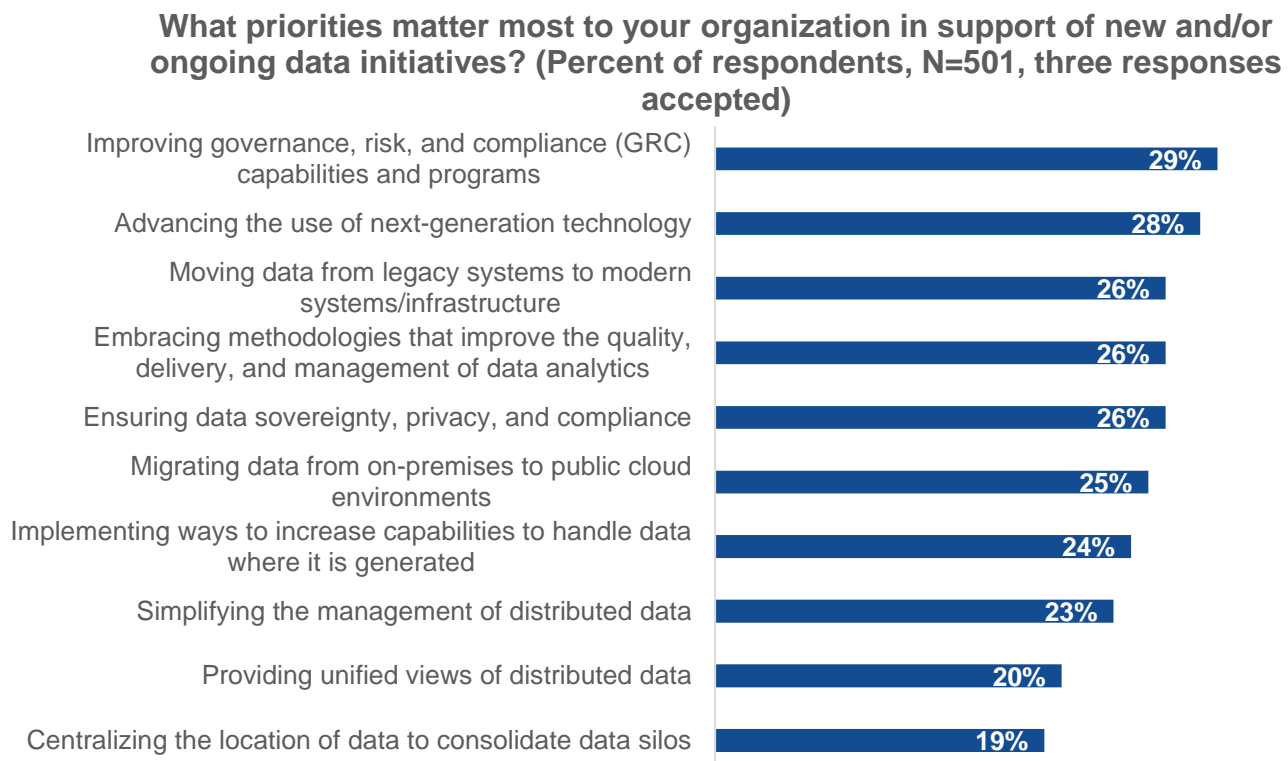 What priorities matter most to your organization in support of new and/or
ongoing data initiatives? (Percent of respondents, N=501, three responses
accepted)
Improving governance, risk, and compliance (GRC)
capabilities and programs
29%
Advancing the use of next-generation technology
28%
Moving data from legacy systems to modern
systems/infrastructure
26%
Embracing methodologies that improve the quality,
delivery, and management of data analytics
26%
Ensuring data sovereignty, privacy, and compliance
26%
Migrating data from on-premises to public cloud
environments
25%
Implementing ways to increase capabilities to handle data
where it is generated
24%
Simplifying the management of distributed data
23%
Providing unified views of distributed data
20%
Centralizing the location of data to consolidate data silos
19%